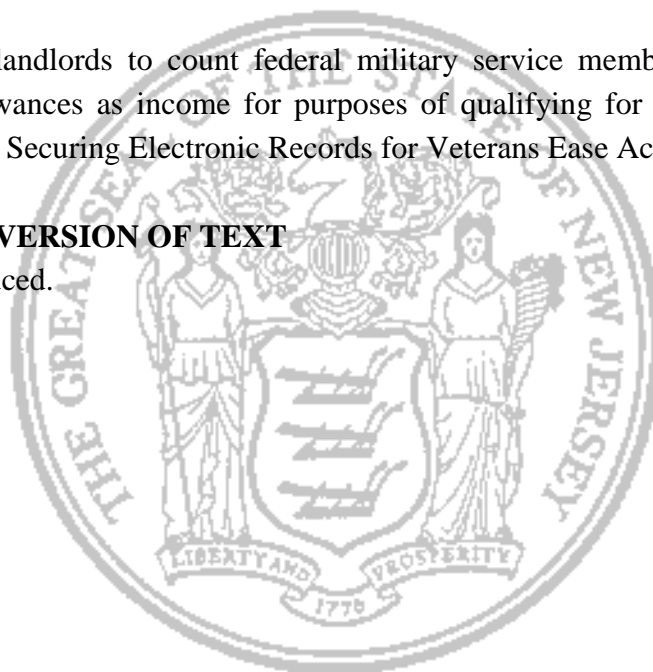 landlords to count federal military service memb
wances as income for purposes of qualifying for
Securing Electronic Records for Veterans Ease Ac
VERSION OF TEXT
uced.
THE GREAT SEAL OF THE STATE OF NEW JERSEY
LIBERTY AND PROSPERITY
1776